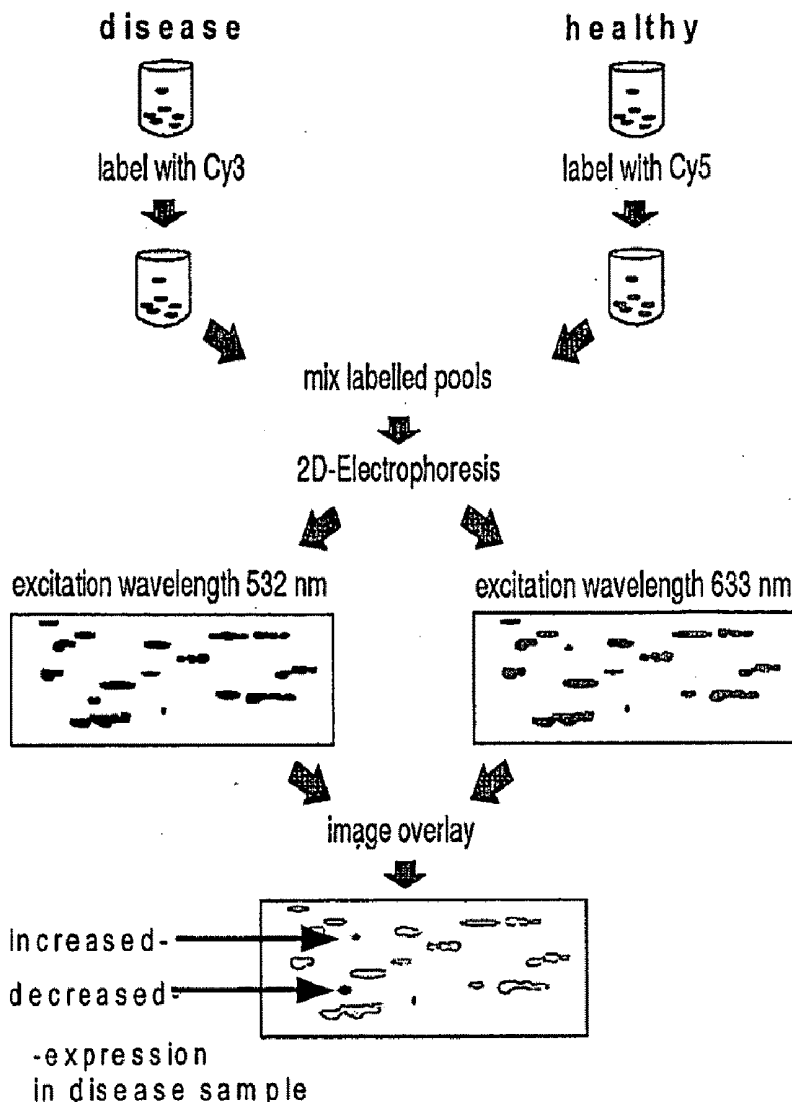 disease
healthy
label with Cy3
label with Cy5
mix labelled pools
2D-Electrophoresis
excitation wavelength 532 nm
excitation wavelength 633 nm
image overlay
increased-
decreased-
-expression
in disease sample